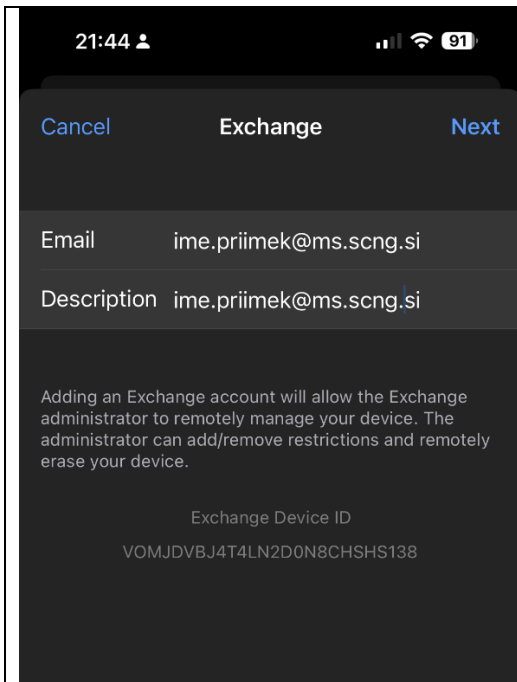 21:44 91
Cancel Exchange Next
Email ime.priimek@ms.scng.si
Description ime.priimek@ms.scng.si
Adding an Exchange account will allow the Exchange
administrator to remotely manage your device. The
administrator can add/remove restrictions and remotely
erase your device.
Exchange Device ID
VOMJDVBJ4T4LN2D0N8CHSHS138